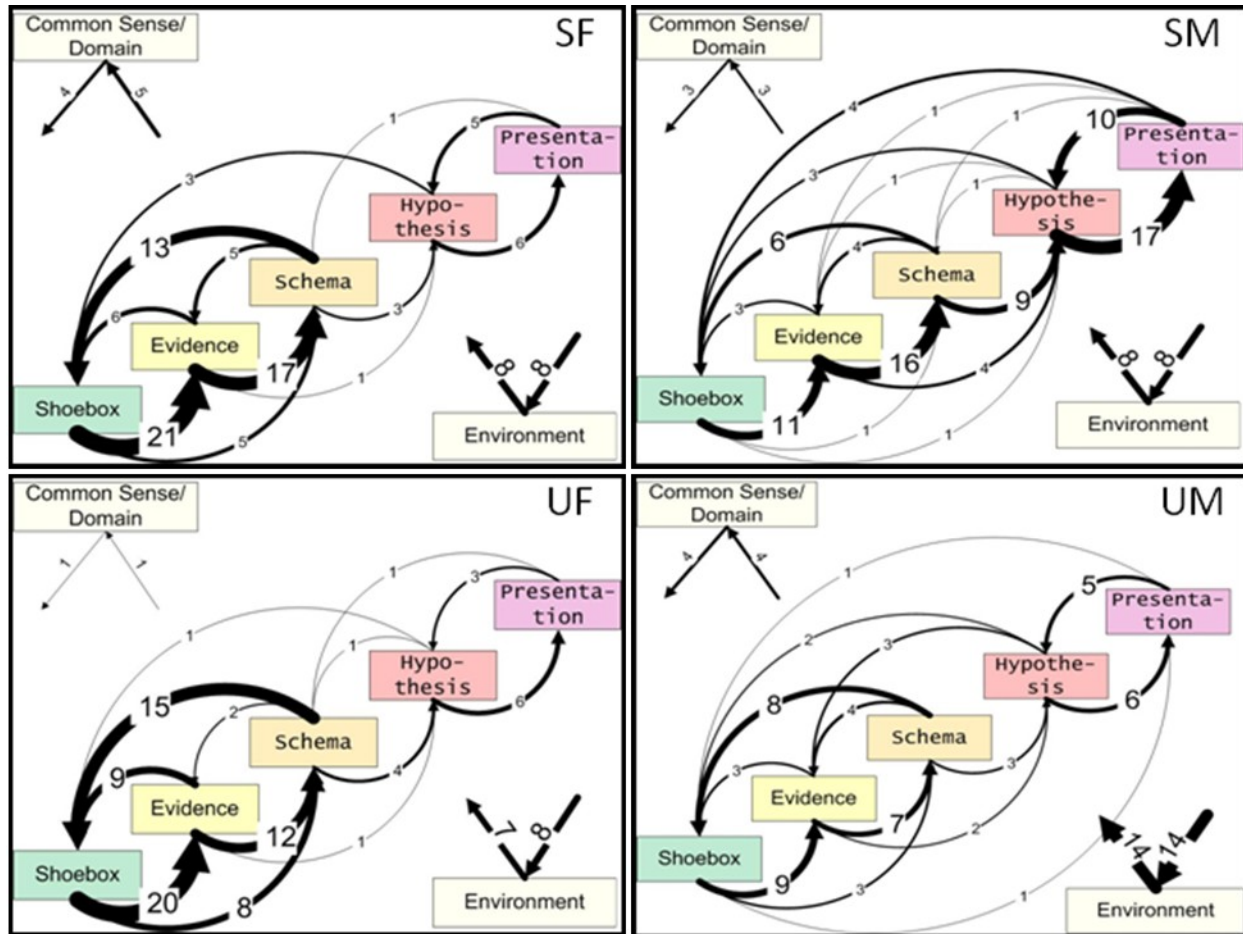 Common Sense/
Domain
SF
4
5
1
5
Presenta-
tion
3
Hypo-
thesis
13
5
6
Schema
3
6
Evidence
17
1
8
8
Shoebox
21
5
Environment
Common Sense/
Domain
SM
3
3
4
1
1
10
Presenta-
tion
3
1
1
Hypothe-
sis
6
4
17
Schema
9
3
Evidence
16
4
8
8
Shoebox
11
1
1
Environment
Common Sense/
Domain
UF
1
1
1
3
Presenta-
tion
1
1
Hypo-
thesis
15
2
6
Schema
4
9
Evidence
12
1
7
8
Shoebox
20
8
Environment
Common Sense/
Domain
UM
4
4
1
5
Presenta-
tion
2
3
Hypothe-
sis
8
4
6
Schema
3
3
Evidence
7
2
14
14
Shoebox
9
3
1
Environment